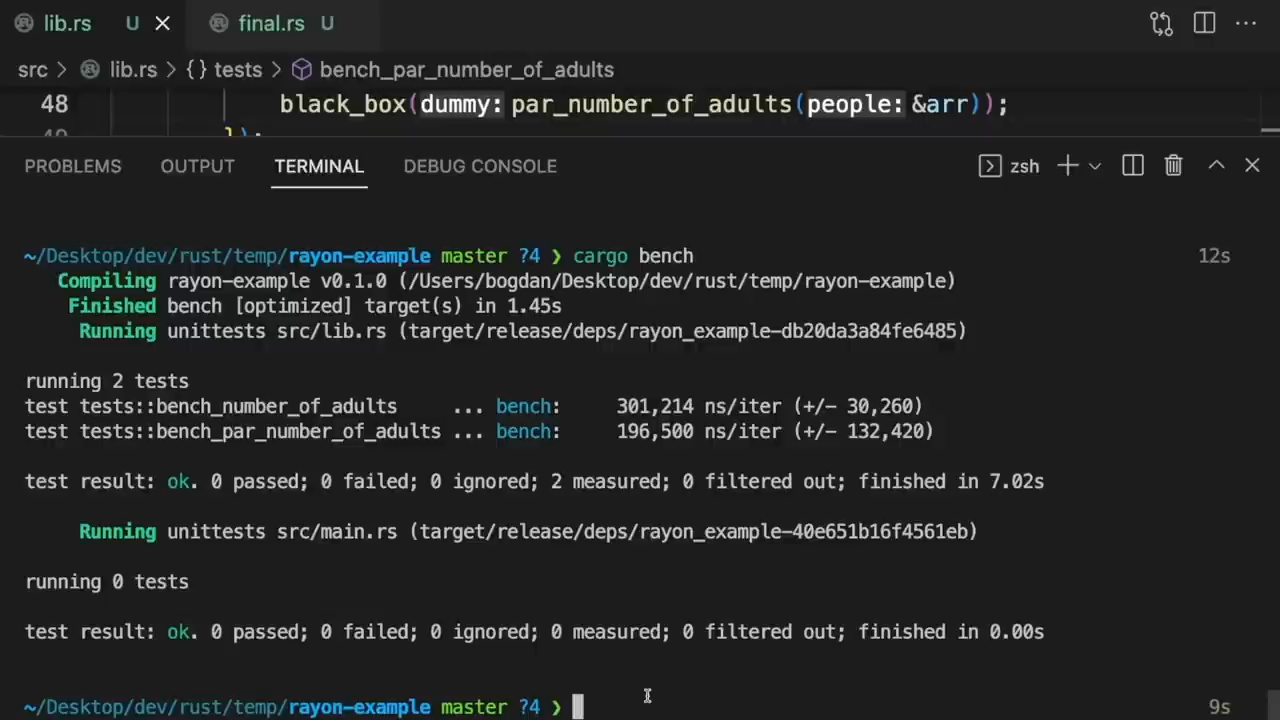 lib.rs U final.rs U
src > lib.rs > {} tests > bench_par_number_of_adults
48 black_box(dummy: par_number_of_adults(people: &arr));
PROBLEMS OUTPUT TERMINAL DEBUG CONSOLE zsh
~/Desktop/dev/rust/temp/rayon-example master ?4 ❯ cargo bench 12s
Compiling rayon-example v0.1.0 (/Users/bogdan/Desktop/dev/rust/temp/rayon-example)
Finished bench [optimized] target(s) in 1.45s
Running unittests src/lib.rs (target/release/deps/rayon_example-db20da3a84fe6485)
running 2 tests
test tests::bench_number_of_adults ... bench: 301,214 ns/iter (+/- 30,260)
test tests::bench_par_number_of_adults ... bench: 196,500 ns/iter (+/- 132,420)
test result: ok. 0 passed; 0 failed; 0 ignored; 2 measured; 0 filtered out; finished in 7.02s
Running unittests src/main.rs (target/release/deps/rayon_example-40e651b16f4561eb)
running 0 tests
test result: ok. 0 passed; 0 failed; 0 ignored; 0 measured; 0 filtered out; finished in 0.00s
~/Desktop/dev/rust/temp/rayon-example master ?4 ❯ 9s